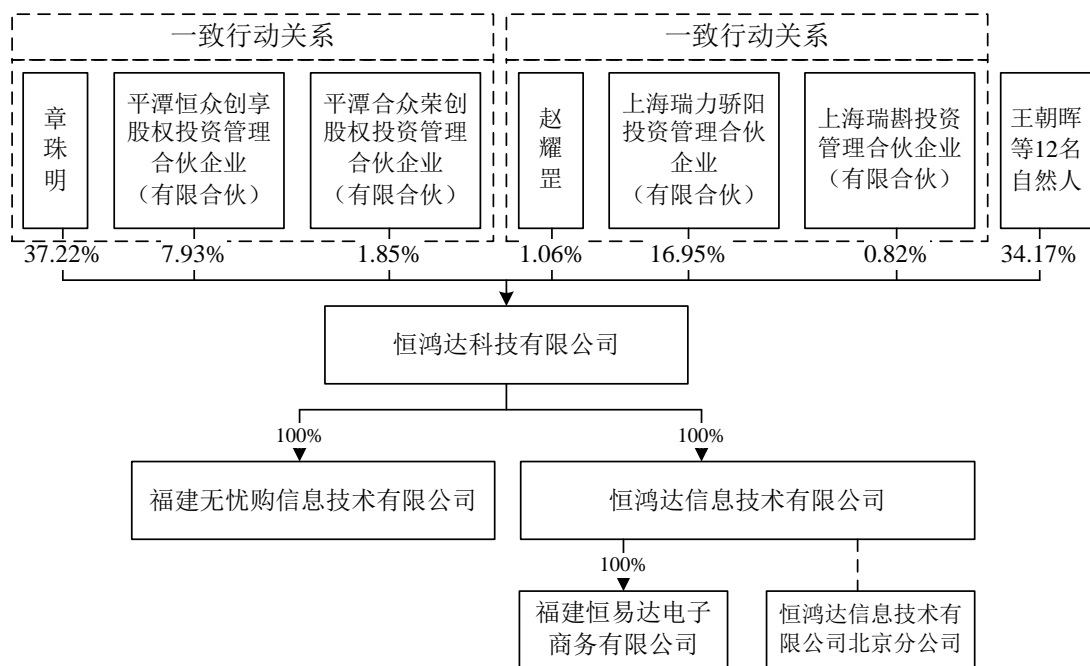 一致行动关系
一致行动关系
章
珠
明
平潭恒众创享
股权投资管理
合伙企业
（有限合伙）
平潭合众荣创
股权投资管理
合伙企业
（有限合伙）
赵
耀
罡
上海瑞力骄阳
投资管理合伙
企业
（有限合伙）
上海瑞斟投资
管理合伙企业
（有限合伙）
王朝晖
等12名
自然人
37.22%
7.93%
1.85%
1.06%
16.95%
0.82%
34.17%
恒鸿达科技有限公司
100%
100%
福建无忧购信息技术有限公司
恒鸿达信息技术有限公司
100%
福建恒易达电子
商务有限公司
恒鸿达信息技术有
限公司北京分公司